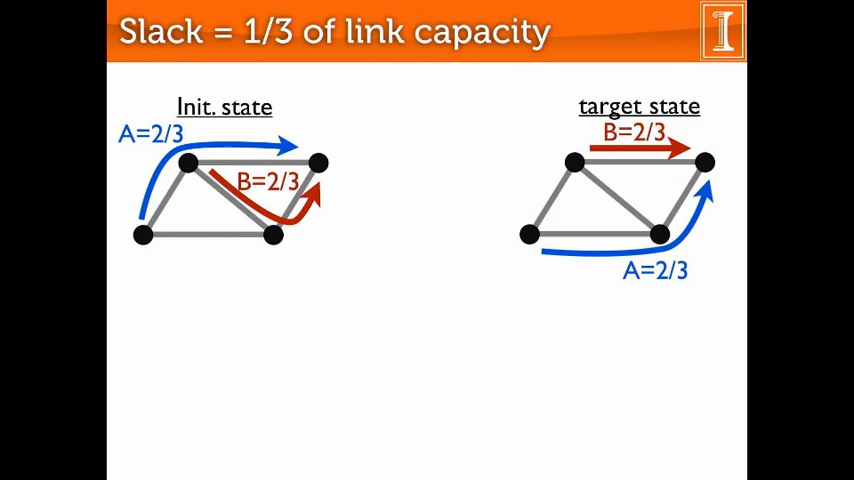 Slack = 1/3 of link capacity
Init. state
A=2/3
B=2/3
target state
B=2/3
A=2/3